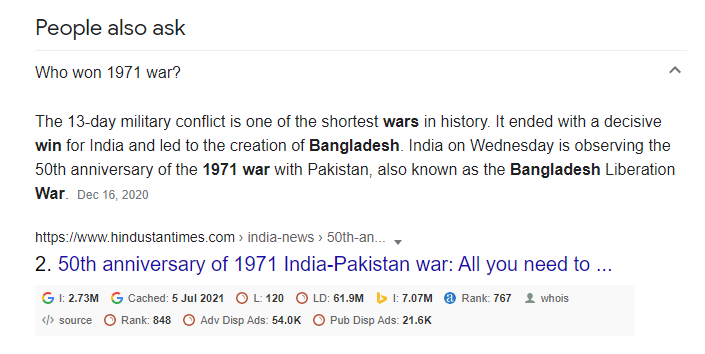 People also ask
Who won 1971 war?
The 13-day military conflict is one of the shortest wars in history. It ended with a decisive
win for India and led to the creation of Bangladesh. India on Wednesday is observing the
50th anniversary of the 1971 war with Pakistan, also known as the Bangladesh Liberation
War. Dec 16, 2020
https://www.hindustantimes.com › india-news › 50th-an...
2. 50th anniversary of 1971 India-Pakistan war: All you need to ...
I: 2.73M Cached: 5 Jul 2021 L: 120 LD: 61.9M I: 7.07M Rank: 767 whois
</> source Rank: 848 Adv Disp Ads: 54.0K Pub Disp Ads: 21.6K